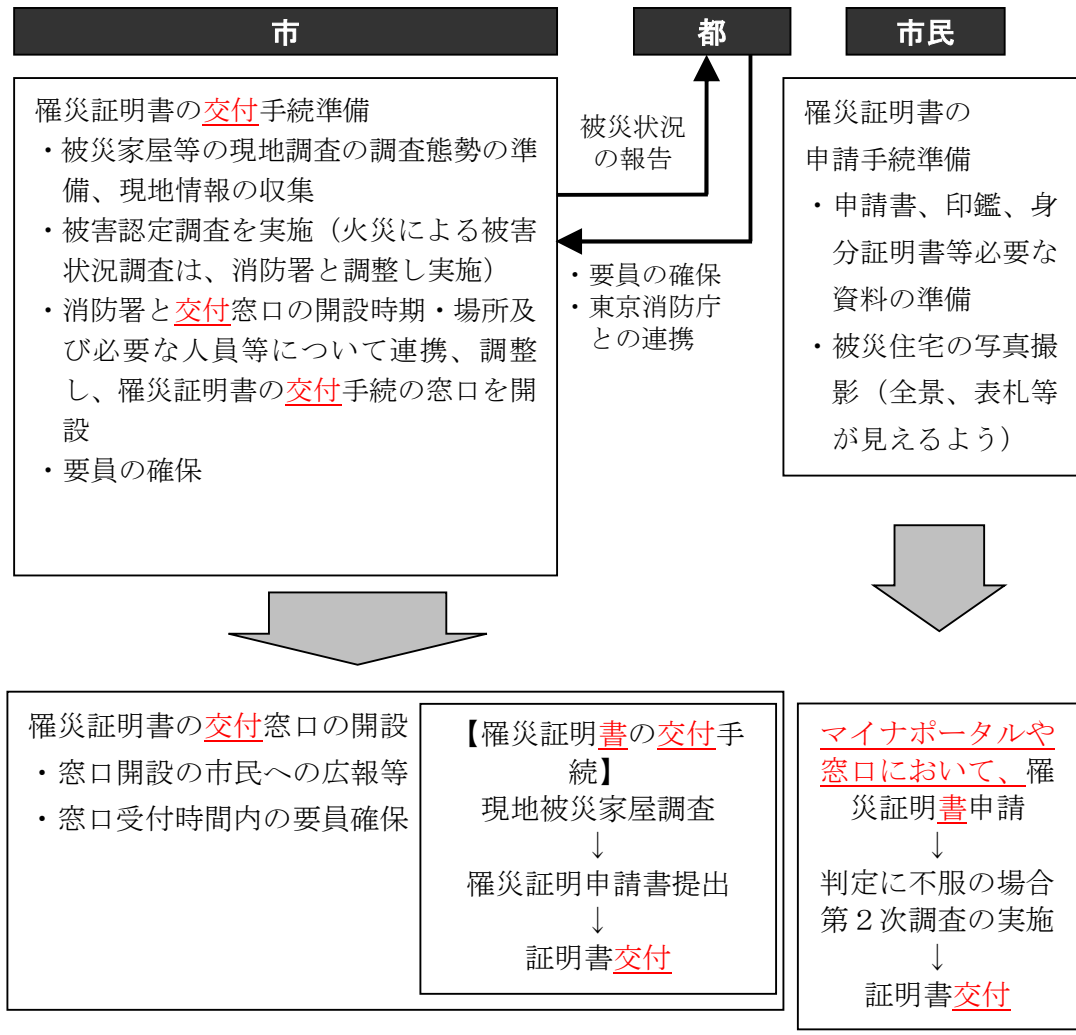 市
都
市民
罹災証明書の交付手続準備
・被災家屋等の現地調査の調査態勢の準
備、現地情報の収集
・被害認定調査を実施（火災による被害
状況調査は、消防署と調整し実施）
・消防署と交付窓口の開設時期・場所及
び必要な人員等について連携、調整
し、罹災証明書の交付手続の窓口を開
設
・要員の確保
被災状況
の報告
・要員の確保
・東京消防庁
との連携
罹災証明書の
申請手続準備
・申請書、印鑑、身
分証明書等必要な
資料の準備
・被災住宅の写真撮
影（全景、表札等
が見えるよう）
罹災証明書の交付窓口の開設
・窓口開設の市民への広報等
・窓口受付時間内の要員確保
【罹災証明書の交付手
続】
現地被災家屋調査
↓
罹災証明申請書提出
↓
証明書交付
マイナポータルや
窓口において、罹
災証明書申請
↓
判定に不服の場合
第２次調査の実施
↓
証明書交付